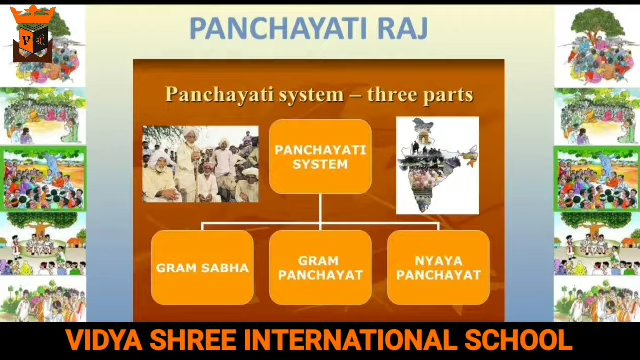 PANCHAYATI RAJ
Panchayati system – three parts
PANCHAYATI
SYSTEM
GRAM SABHA
GRAM
PANCHAYAT
NYAYA
PANCHAYAT
VIDYA SHREE INTERNATIONAL SCHOOL